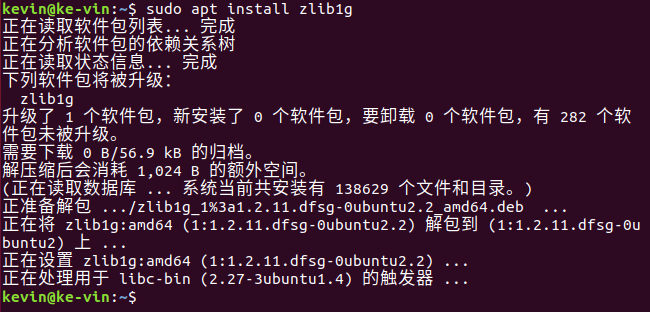 kevin@ke-vin:~$ sudo apt install zlib1g
正在读取软件包列表... 完成
正在分析软件包的依赖关系树
正在读取状态信息... 完成
下列软件包将被升级：
  zlib1g
升级了 1 个软件包，新安装了 0 个软件包，要卸载 0 个软件包，有 282 个软
件包未被升级。
需要下载 0 B/56.9 kB 的归档。
解压缩后会消耗 1,024 B 的额外空间。
(正在读取数据库 ... 系统当前共安装有 138629 个文件和目录。)
正准备解包 .../zlib1g_1%3a1.2.11.dfsg-0ubuntu2.2_amd64.deb  ...
正在将 zlib1g:amd64 (1:1.2.11.dfsg-0ubuntu2.2) 解包到 (1:1.2.11.dfsg-0u
buntu2) 上 ...
正在设置 zlib1g:amd64 (1:1.2.11.dfsg-0ubuntu2.2) ...
正在处理用于 libc-bin (2.27-3ubuntu1.4) 的触发器 ...
kevin@ke-vin:~$